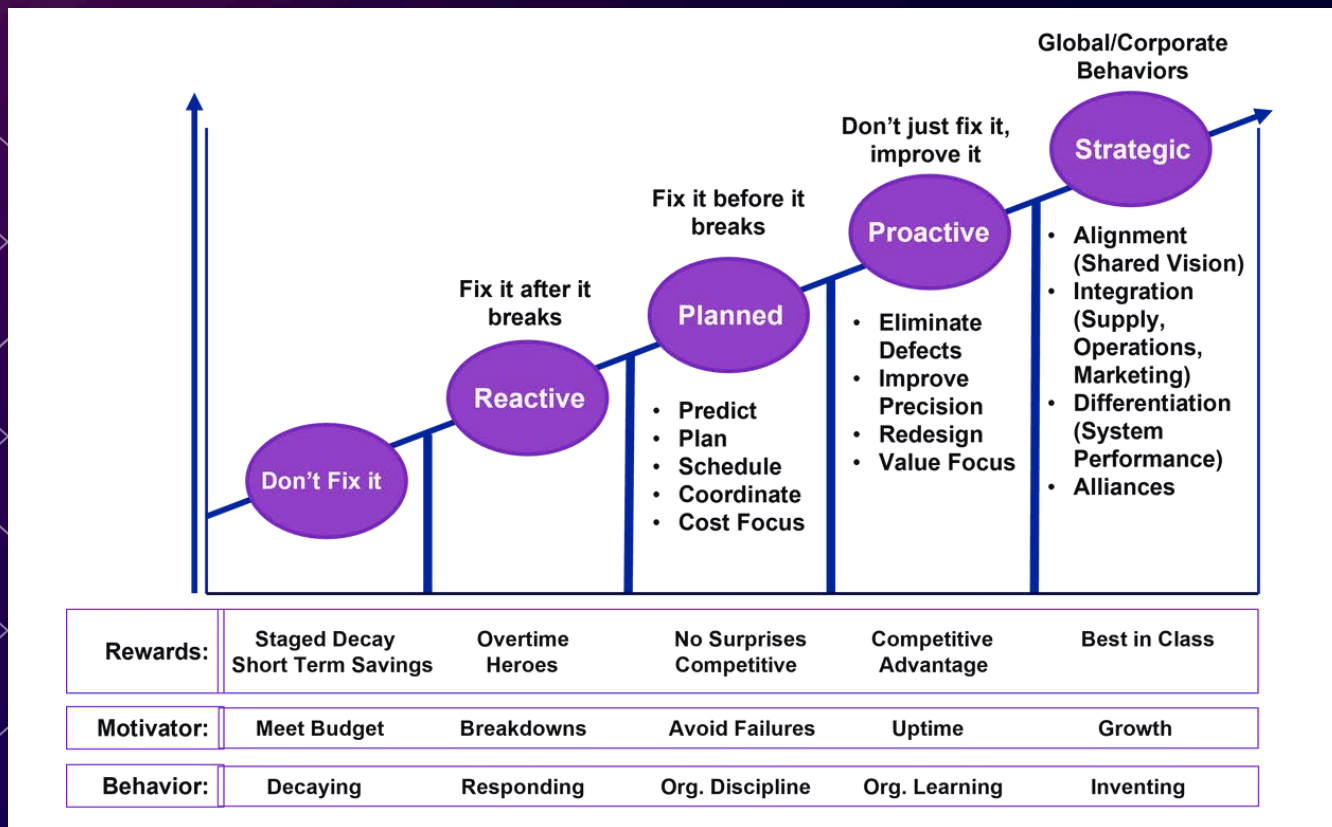 Global/Corporate
Behaviors
Strategic
Don't just fix it,
improve it
Proactive
Fix it before it
breaks
Planned
Fix it after it
breaks
Reactive
Don't Fix it
• Predict
• Plan
• Schedule
• Coordinate
• Cost Focus
• Eliminate
Defects
• Improve
Precision
• Redesign
• Value Focus
• Alignment
(Shared Vision)
• Integration
(Supply,
Operations,
Marketing)
• Differentiation
(System
Performance)
• Alliances
Rewards:
Staged Decay
Short Term Savings
Overtime
Heroes
No Surprises
Competitive
Competitive
Advantage
Best in Class
Motivator: Meet Budget Breakdowns Avoid Failures Uptime Growth
Behavior: Decaying Responding Org. Discipline Org. Learning Inventing